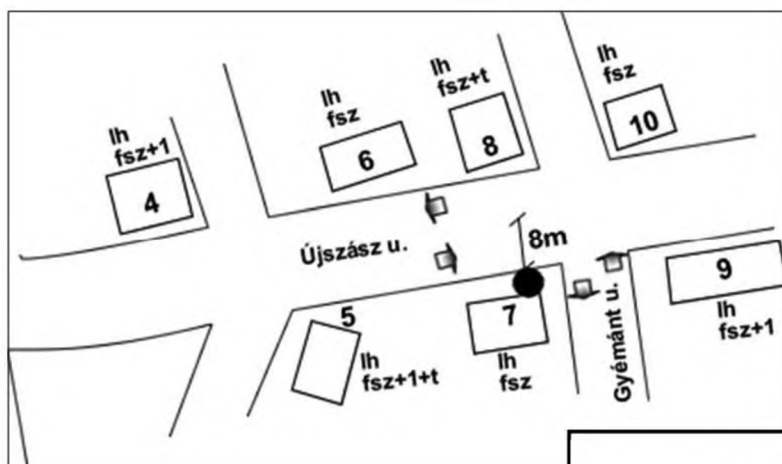 lh
fsz+1
4
lh
fsz
6
lh
fsz+t
8
lh
fsz
10
Újszász u.
8m
5
lh
fsz+1+t
7
lh
fsz
Gyémánt u.
9
lh
fsz+1